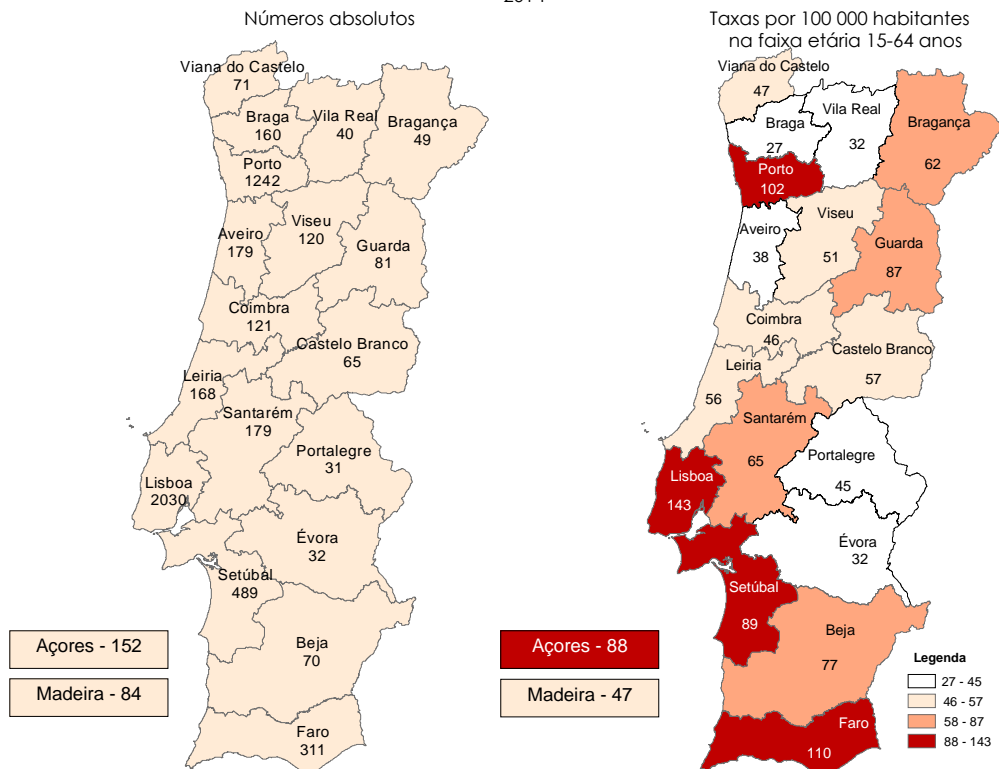 Números absolutos
Viana do Castelo
71
Braga
160
Vila Real
40
Bragança
49
Porto
1242
Viseu
120
Aveiro
179
Guarda
81
Coimbra
121
Castelo Branco
65
Leiria
168
Santarém
179
Portalegre
31
Lisboa
2030
Évora
32
Setúbal
489
Beja
70
Faro
311
Açores - 152
Madeira - 84
Taxas por 100 000 habitantes
na faixa etária 15-64 anos
Viana do Castelo
47
Braga
27
Vila Real
32
Bragança
62
Porto
102
Viseu
51
Aveiro
38
Guarda
87
Coimbra
46
Castelo Branco
57
Leiria
56
Santarém
65
Portalegre
45
Lisboa
143
Évora
32
Setúbal
89
Beja
77
Faro
110
Açores - 88
Madeira - 47
Legenda
27 - 45
46 - 57
58 - 87
88 - 143